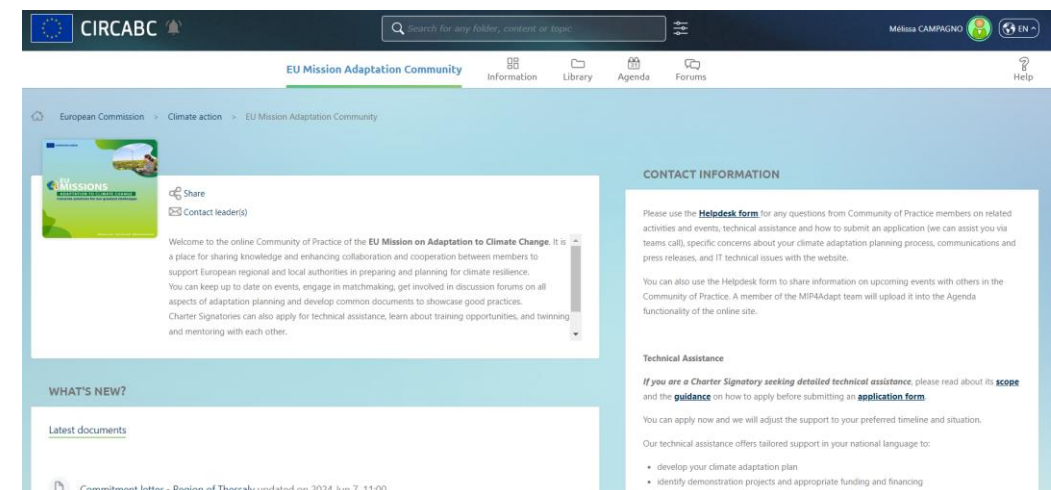 CIRCABC
Search for any folder, content or topic
Mélissa CAMPAGNO
EN
EU Mission Adaptation Community
Information
Library
Agenda
Forums
Help
European Commission > Climate action > EU Mission Adaptation Community
EU
MISSIONS
ADAPTATION TO CLIMATE CHANGE
Share
Contact leader(s)
Welcome to the online Community of Practice of the EU Mission on Adaptation to Climate Change. It is
a place for sharing knowledge and enhancing collaboration and cooperation between members to
support European regional and local authorities in preparing and planning for climate resilience.
You can keep up to date on events, engage in matchmaking, get involved in discussion forums on all
aspects of adaptation planning and develop common documents to showcase good practices.
Charter Signatories can also apply for technical assistance, learn about training opportunities, and twinning
and mentoring with each other.
WHAT'S NEW?
Latest documents
Commitment letter - Region of Thessaly updated on 2024 Jun 7, 11:00
CONTACT INFORMATION
Please use the Helpdesk form for any questions from Community of Practice members on related
activities and events, technical assistance and how to submit an application (we can assist you via
teams call), specific concerns about your climate adaptation planning process, communications and
press releases, and IT technical issues with the website.
You can also use the Helpdesk form to share information on upcoming events with others in the
Community of Practice. A member of the MIP4Adapt team will upload it into the Agenda
functionality of the online site.
Technical Assistance
If you are a Charter Signatory seeking detailed technical assistance, please read about its scope
and the guidance on how to apply before submitting an application form.
You can apply now and we will adjust the support to your preferred timeline and situation.
Our technical assistance offers tailored support in your national language to:
• develop your climate adaptation plan
• identify demonstration projects and appropriate funding and financing